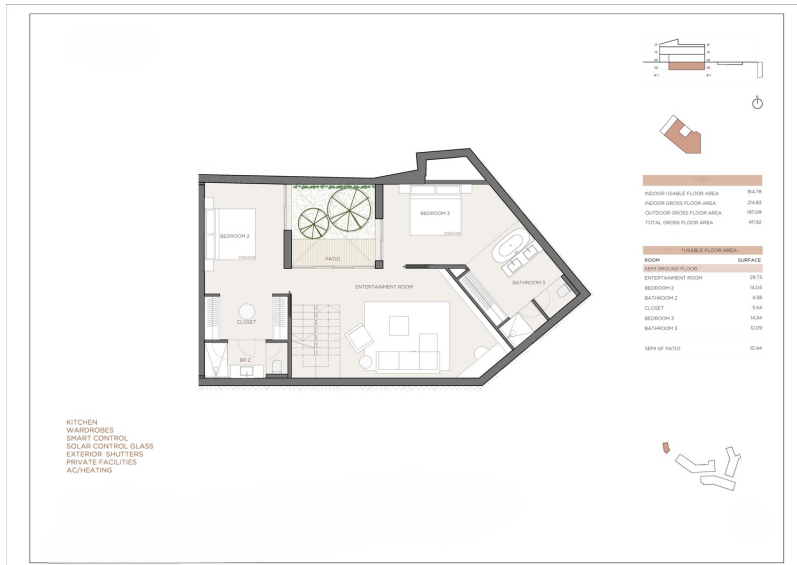 N
INDOOR USABLE FLOOR AREA 164,78
INDOOR GROSS FLOOR AREA 214,83
OUTDOOR GROSS FLOOR AREA 197,09
TOTAL GROSS FLOOR AREA 411,92
*USABLE FLOOR AREA*
ROOM SURFACE
SEMI GROUND FLOOR
ENTERTAINMENT ROOM 29.73
BEDROOM 2 14.04
BATHROOM 2 4.58
CLOSET 5.54
BEDROOM 3 14.34
BATHROOM 3 12.09
SEMI GF PATIO 10.44
BEDROOM 3
BEDROOM 2
PATIO
BATHROOM 3
ENTERTAINMENT ROOM
CLOSET
BR 2
KITCHEN
WARDROBES
SMART CONTROL
SOLAR CONTROL GLASS
EXTERIOR SHUTTERS
PRIVATE FACILITIES
AC/HEATING